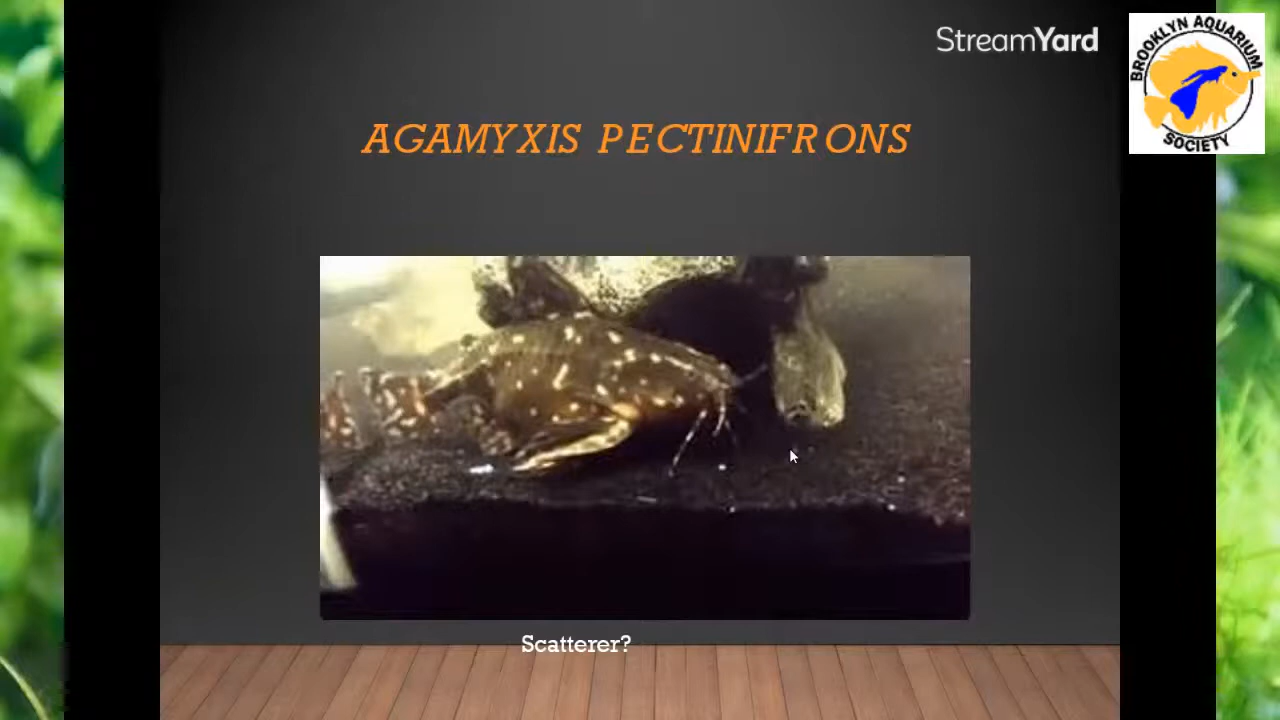 StreamYard
BROOKLYN AQUARIUM
SOCIETY
AGAMYXIS PECTINIFRONS
Scatterer?